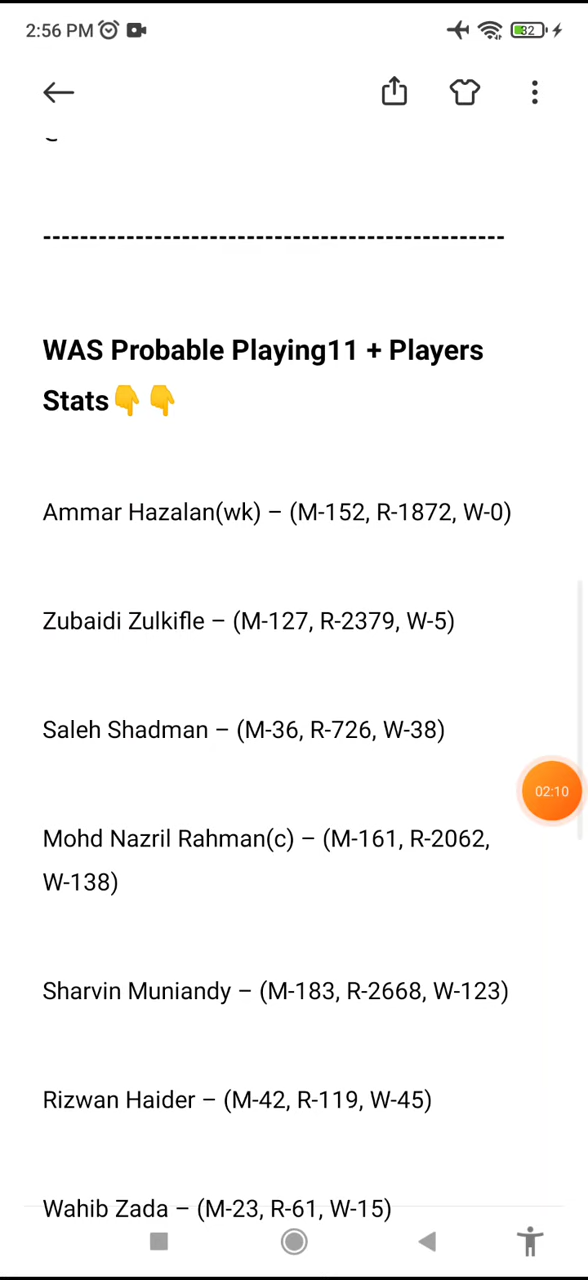 2:56 PM
32
------------------------------------------------
WAS Probable Playing11 + Players
Stats👇👇
Ammar Hazalan(wk) – (M-152, R-1872, W-0)
Zubaidi Zulkifle – (M-127, R-2379, W-5)
Saleh Shadman – (M-36, R-726, W-38)
02:10
Mohd Nazril Rahman(c) – (M-161, R-2062,
W-138)
Sharvin Muniandy – (M-183, R-2668, W-123)
Rizwan Haider – (M-42, R-119, W-45)
Wahib Zada – (M-23, R-61, W-15)